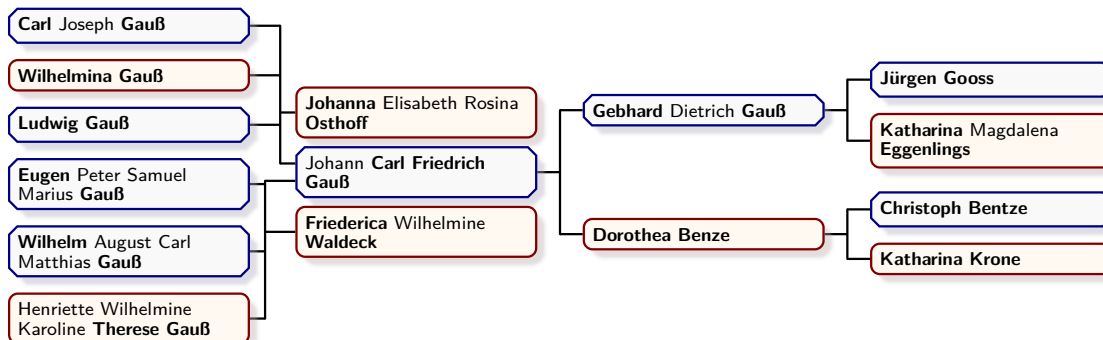 Carl Joseph Gauß
Wilhelmina Gauß
Ludwig Gauß
Eugen Peter Samuel
Marius Gauß
Wilhelm August Carl
Matthias Gauß
Henriette Wilhelmine
Karoline Therese Gauß
Johanna Elisabeth Rosina
Osthoff
Johann Carl Friedrich
Gauß
Friederica Wilhelmine
Waldeck
Gebhard Dietrich Gauß
Dorothea Benze
Jürgen Gooss
Katharina Magdalena
Eggenlings
Christoph Bentze
Katharina Krone